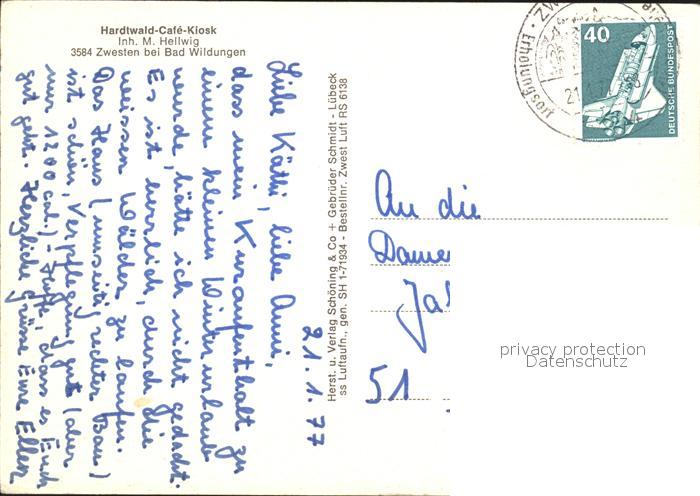 Hardtwald-Café-Kiosk
Inh. M. Hellwig
3584 Zwesten bei Bad Wildungen
21.1.77
Liebe Käthi, liebe Anni,
dass mein Kuraufenthalt zu
einem kleinen Winterurlaub
wurde, hätte ich nicht gedacht.
Es ist herrlich, durch die
weissen Wälder zu laufen.
Das Haus (umseitig rechter Bau)
ist schön, Verpflegung gut (aber
nur 1200 cal.) - Hoffe, dass es Euch
gut geht. Herzliche Grüsse Eure Ellen
Herst. u. Verlag Schöning & Co + Gebrüder Schmidt - Lübeck
ss Luftaufn., gen. SH 1-71934 - Bestellnr. Zwest Luft RS 6138
Erholungsort
40
DEUTSCHE BUNDESPOST
An die
Dame
51
privacy protection
Datenschutz